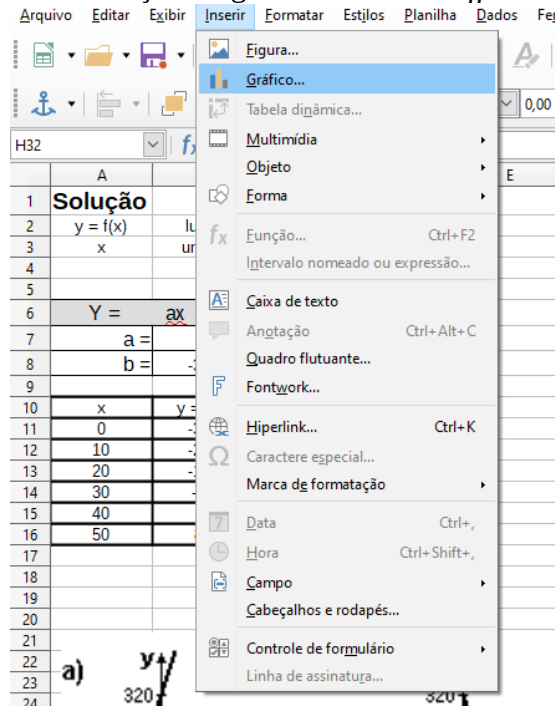 Arquivo Editar Exibir Inserir Formatar Estilos Planilha Dados
0,00
H32
A E
1 Solução
2 y = f(x)
3 x
4
5
6 Y = ax
7 a =
8 b =
9
10 x y =
11 0
12 10
13 20
14 30
15 40
16 50
17
18
19
20
21
22
23
24
a) y
320
320
Figura...
Gráfico...
Tabela dinâmica...
Multimídia
Objeto
Forma
Função... Ctrl+F2
Intervalo nomeado ou expressão...
Caixa de texto
Anotação Ctrl+Alt+C
Quadro flutuante...
Fontwork...
Hiperlink... Ctrl+K
Caractere especial...
Marca de formatação
Data Ctrl+,
Hora Ctrl+Shift+,
Campo
Cabeçalhos e rodapés...
Controle de formulário
Linha de assinatura...